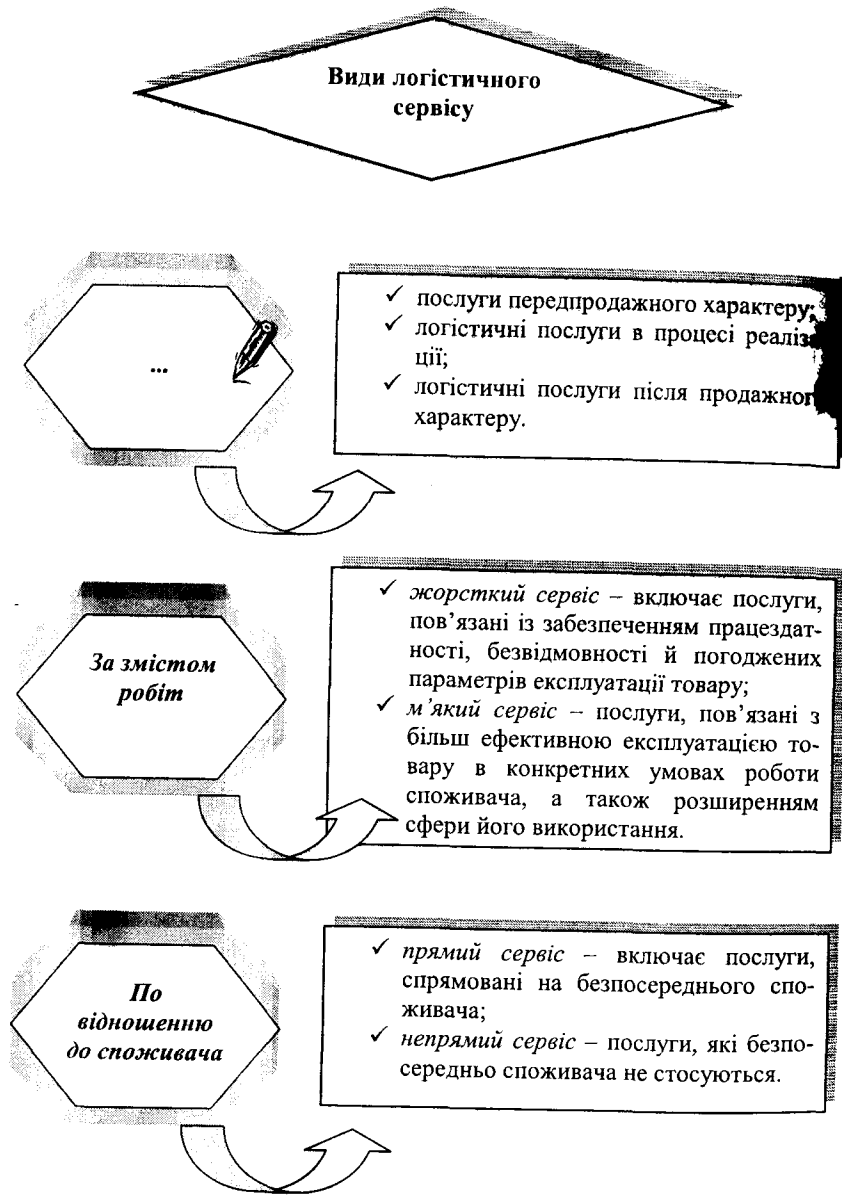 Види логістичного
сервісу
...
✓ послуги передпродажного характеру;
✓ логістичні послуги в процесі реаліза
ції;
✓ логістичні послуги після продажног
характеру.
За змістом
робіт
✓ жорсткий сервіс – включає послуги,
пов’язані із забезпеченням працездат-
ності, безвідмовності й погоджених
параметрів експлуатації товару;
✓ м’який сервіс – послуги, пов’язані з
більш ефективною експлуатацією то-
вару в конкретних умовах роботи
споживача, а також розширенням
сфери його використання.
По
відношенню
до споживача
✓ прямий сервіс – включає послуги,
спрямовані на безпосереднього спо-
живача;
✓ непрямий сервіс – послуги, які безпо-
середньо споживача не стосуються.